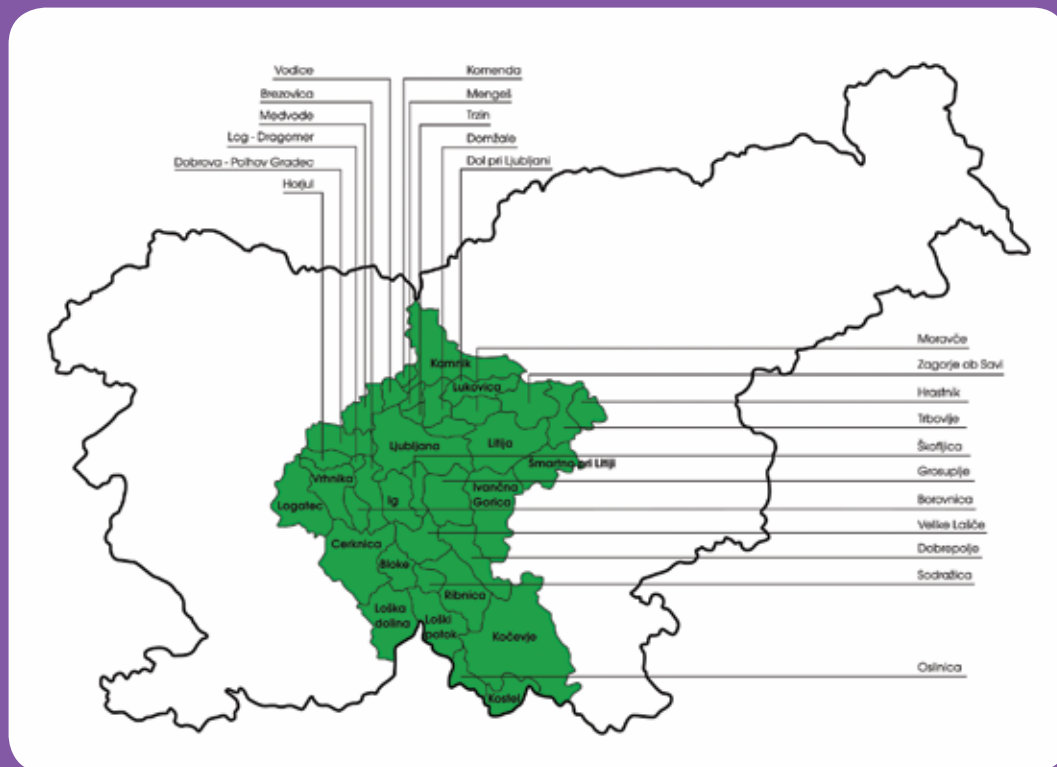 Vodice
Brezovica
Medvode
Log - Dragomer
Dobrova - Polhov Gradec
Horjul
Komenda
Mengeš
Trzin
Domžale
Dol pri Ljubljani
Moravče
Zagorje ob Savi
Hrastnik
Trbovlje
Škofljica
Grosuplje
Borovnica
Velike Lašče
Dobrepolje
Sodražica
Osilnica
Kamnik
Lukovica
Ljubljana
Litija
Šmartno pri Litiji
Vrhnika
Ig
Ivančna
Gorica
Logatec
Cerknica
Bloke
Ribnica
Loška
dolina
Loški
potok
Kočevje
Kostel